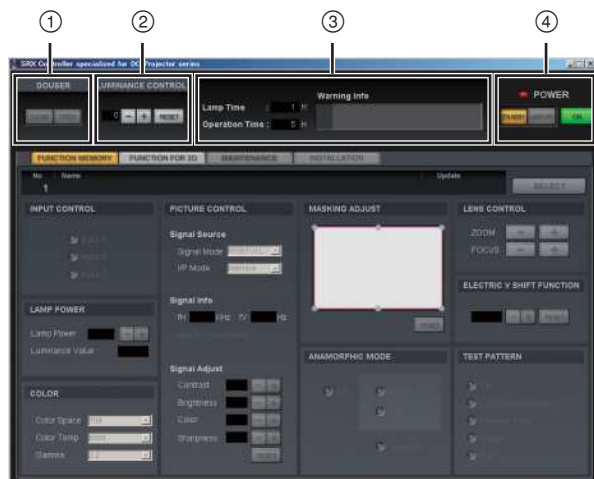 ① ② ③ ④
SRX Controller specialized for DC Projector series
DOUSER
LUMINANCE CONTROL
0 - + RESET
Warning Info
Lamp Time : 1 H
Operation Time : 5 H
POWER
STANDBY ON
FUNCTION MEMORY FUNCTION FOR 3D MAINTENANCE INSTALLATION
No Name Update
1 SELECT
INPUT CONTROL
LAMP POWER
Lamp Power - +
Luminance Value
COLOR
Color Space
Color Temp
Gamma
PICTURE CONTROL
Signal Source
Signal Mode
I/P Mode
Signal Info
fH KHz fV Hz
Signal Adjust
Contrast - +
Brightness - +
Color - +
Sharpness - +
RESET
MASKING ADJUST
RESET
ANAMORPHIC MODE
LENS CONTROL
ZOOM - +
FOCUS - +
ELECTRIC V SHIFT FUNCTION
- + RESET
TEST PATTERN